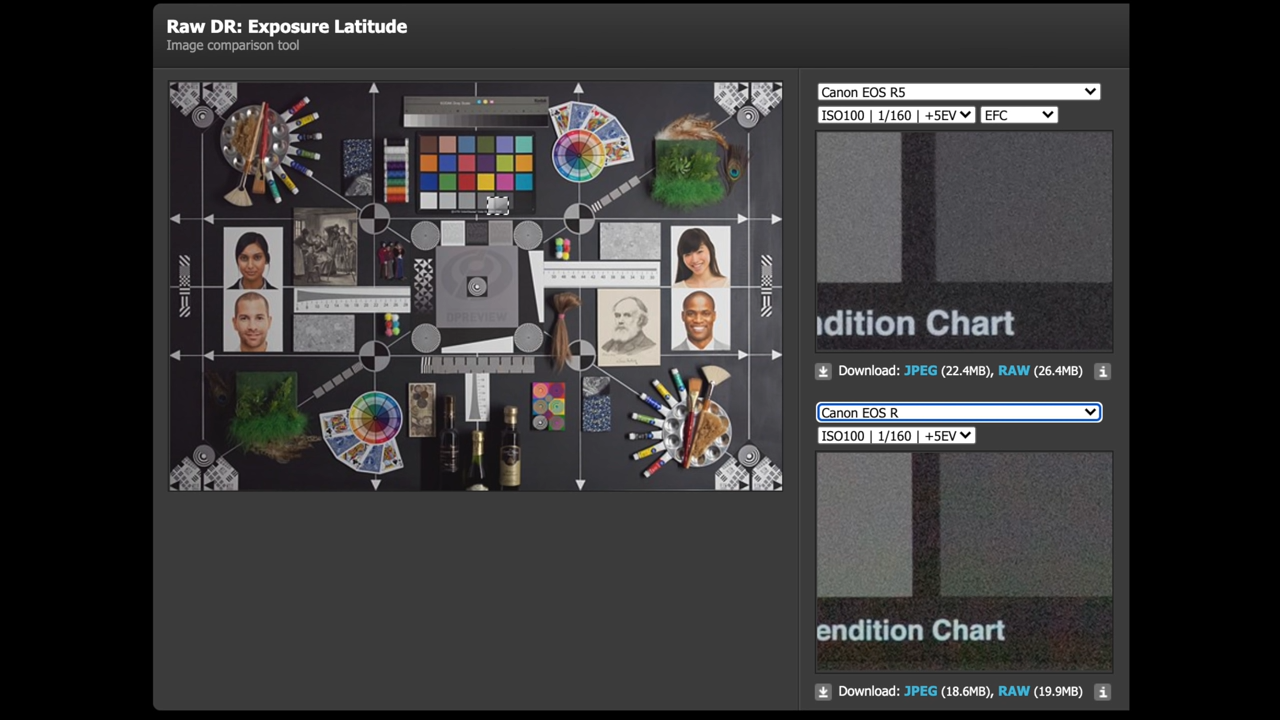 Raw DR: Exposure Latitude
Image comparison tool
Canon EOS R5
ISO100 | 1/160 | +5EV
EFC
ndition Chart
Download: JPEG (22.4MB), RAW (26.4MB)
Canon EOS R
ISO100 | 1/160 | +5EV
endition Chart
Download: JPEG (18.6MB), RAW (19.9MB)
DPREVIEW